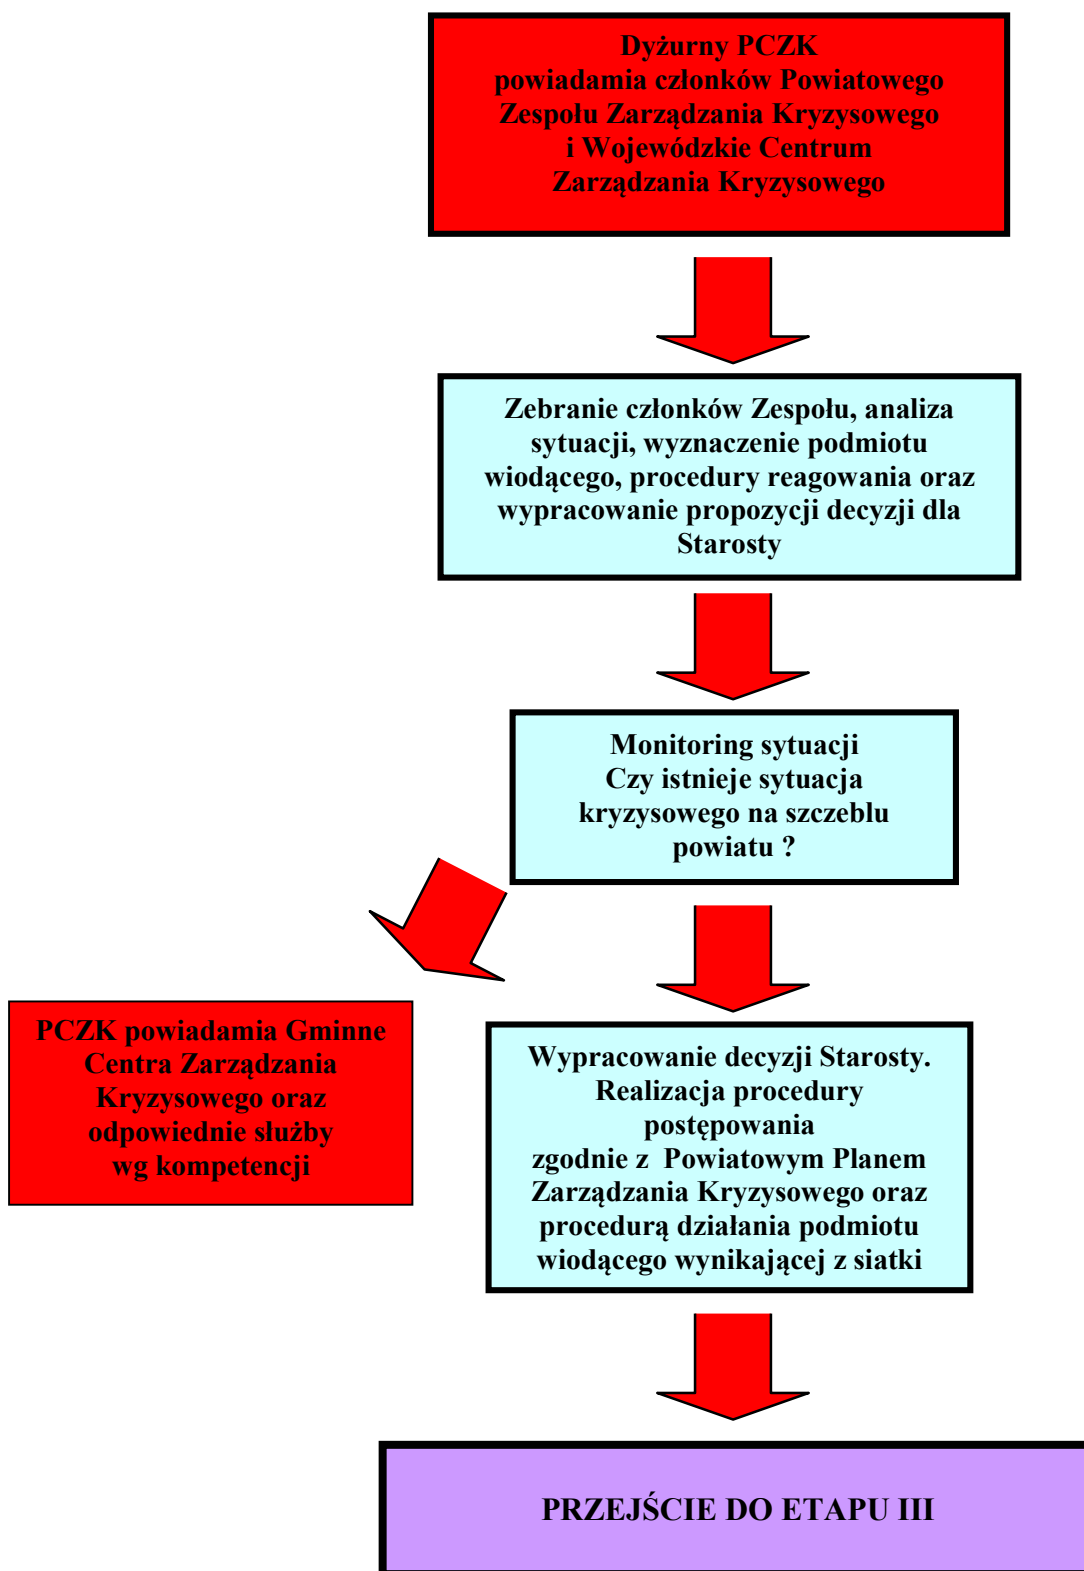 Dyżurny PCZK
powiadamia członków Powiatowego
Zespołu Zarządzania Kryzysowego
i Wojewódzkie Centrum
Zarządzania Kryzysowego
Zebranie członków Zespołu, analiza
sytuacji, wyznaczenie podmiotu
wiodącego, procedury reagowania oraz
wypracowanie propozycji decyzji dla
Starosty
Monitoring sytuacji
Czy istnieje sytuacja
kryzysowego na szczeblu
powiatu ?
PCZK powiadamia Gminne
Centra Zarządzania
Kryzysowego oraz
odpowiednie służby
wg kompetencji
Wypracowanie decyzji Starosty.
Realizacja procedury
postępowania
zgodnie z Powiatowym Planem
Zarządzania Kryzysowego oraz
procedurą działania podmiotu
wiodącego wynikającej z siatki
PRZEJŚCIE DO ETAPU III